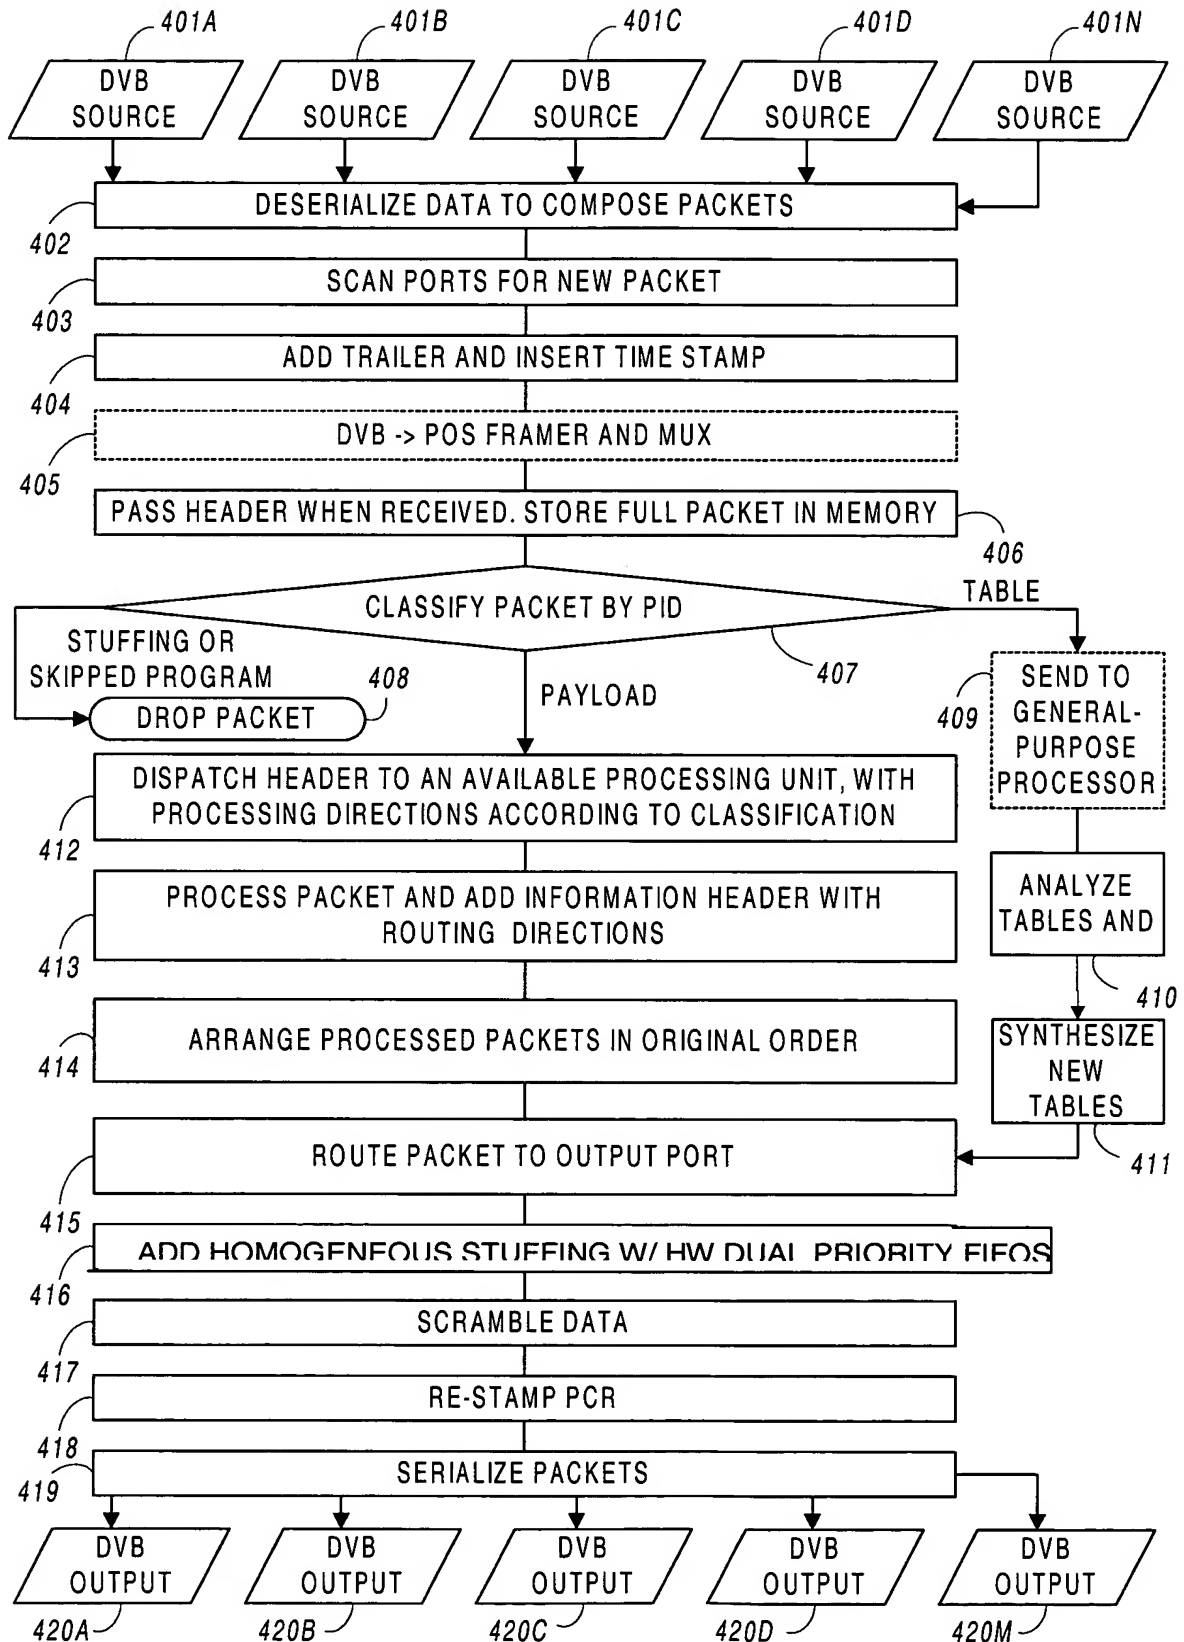 401A
401B
401C
401D
401N
DVB
SOURCE
DVB
SOURCE
DVB
SOURCE
DVB
SOURCE
DVB
SOURCE
DESERIALIZE DATA TO COMPOSE PACKETS
402
SCAN PORTS FOR NEW PACKET
403
ADD TRAILER AND INSERT TIME STAMP
404
DVB -> POS FRAMER AND MUX
405
PASS HEADER WHEN RECEIVED. STORE FULL PACKET IN MEMORY
406
CLASSIFY PACKET BY PID
407
TABLE
STUFFING OR
SKIPPED PROGRAM
DROP PACKET
408
PAYLOAD
SEND TO
GENERAL-
PURPOSE
PROCESSOR
409
DISPATCH HEADER TO AN AVAILABLE PROCESSING UNIT, WITH
PROCESSING DIRECTIONS ACCORDING TO CLASSIFICATION
412
ANALYZE
TABLES AND
410
PROCESS PACKET AND ADD INFORMATION HEADER WITH
ROUTING DIRECTIONS
413
ARRANGE PROCESSED PACKETS IN ORIGINAL ORDER
414
SYNTHESIZE
NEW
TABLES
411
ROUTE PACKET TO OUTPUT PORT
415
ADD HOMOGENEOUS STUFFING W/ HW DUAL PRIORITY FIFOS
416
SCRAMBLE DATA
417
RE-STAMP PCR
418
SERIALIZE PACKETS
419
DVB
OUTPUT
DVB
OUTPUT
DVB
OUTPUT
DVB
OUTPUT
DVB
OUTPUT
420A
420B
420C
420D
420M